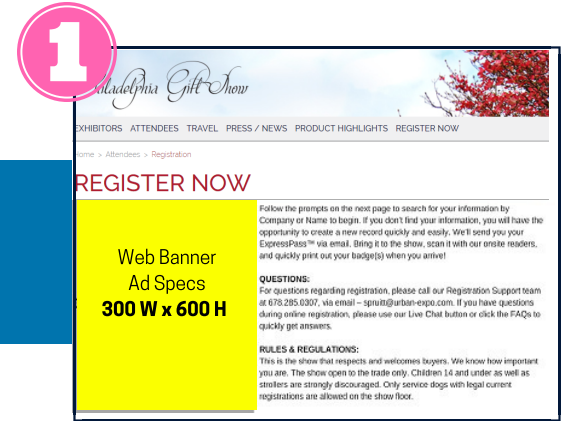 1
Philadelphia Gift Show
EXHIBITORS ATTENDEES TRAVEL PRESS / NEWS PRODUCT HIGHLIGHTS REGISTER NOW
Home > Attendees > Registration
REGISTER NOW
Web Banner
Ad Specs
300 W x 600 H
Follow the prompts on the next page to search for your information by
Company or Name to begin. If you don't find your information, you will have the
opportunity to create a new record quickly and easily. We'll send you your
ExpressPass™ via email. Bring it to the show, scan it with our onsite readers,
and quickly print out your badge(s) when you arrive!
QUESTIONS:
For questions regarding registration, please call our Registration Support team
at 678.285.0307, via email – spruitt@urban-expo.com. If you have questions
during online registration, please use our Live Chat button or click the FAQs to
quickly get answers.
RULES & REGULATIONS:
This is the show that respects and welcomes buyers. We know how important
you are. The show open to the trade only. Children 14 and under as well as
strollers are strongly discouraged. Only service dogs with legal current
registrations are allowed on the show floor.